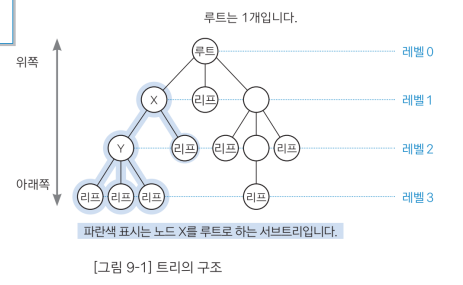 루트는 1개입니다.
위쪽
루트
레벨 0
X
리프
레벨 1
Y
리프
리프
리프
레벨 2
아래쪽
리프
리프
리프
리프
레벨 3
파란색 표시는 노드 X를 루트로 하는 서브트리입니다.
[그림 9-1] 트리의 구조